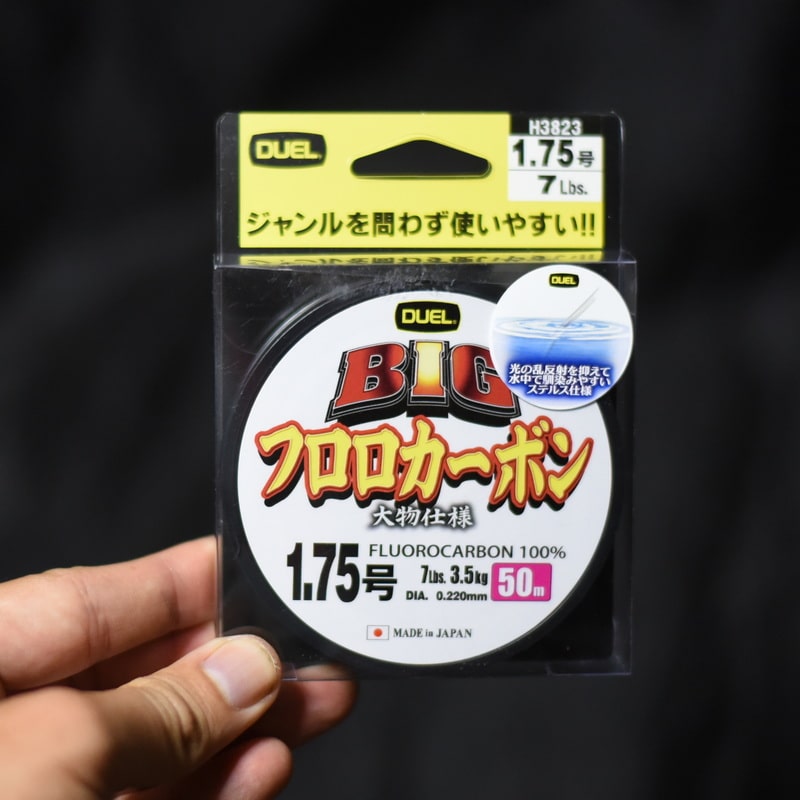 DUEL
H3823
1.75号
7 Lbs.
ジャンルを問わず使いやすい!!
DUEL
DUEL
光の乱反射を抑えて
水中で馴染みやすい
ステルス仕様
BIG
フロロカーボン
大物仕様
FLUOROCARBON 100%
1.75号
7Lbs. 3.5kg
DIA. 0.220mm
50m
MADE in JAPAN